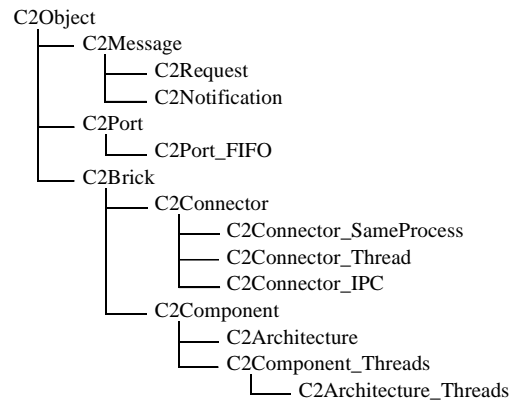 C2Object
C2Message
C2Request
C2Notification
C2Port
C2Port_FIFO
C2Brick
C2Connector
C2Connector_SameProcess
C2Connector_Thread
C2Connector_IPC
C2Component
C2Architecture
C2Component_Threads
C2Architecture_Threads